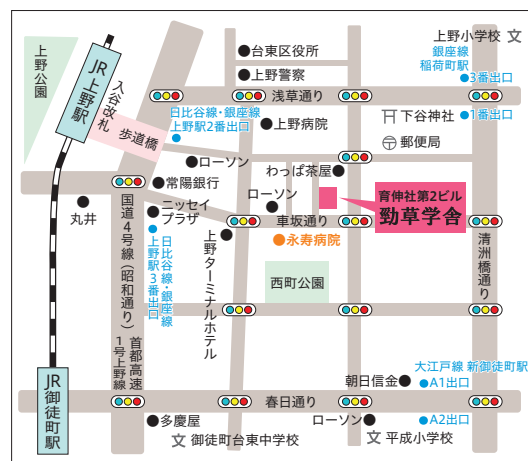 上野公園
JR
上野駅
入谷改札
歩道橋
台東区役所
上野警察
浅草通り
日比谷線・銀座線
上野駅2番出口
上野病院
上野小学校 文
銀座線
稲荷町駅
3番出口
1番出口
下谷神社
郵便局
ローソン
わっぱ茶屋
常陽銀行
丸井
ニッセイ
プラザ
ローソン
車坂通り
永寿病院
育伸社第2ビル
勁草学舎
国道4号線(昭和通り)
日比谷線・銀座線
上野駅3番出口
上野ターミナルホテル
西町公園
清洲橋通り
首都高速
1号上野線
JR
御徒町駅
大江戸線 新御徒町駅
朝日信金
A1出口
春日通り
多慶屋
ローソン
A2出口
文 御徒町台東中学校
文 平成小学校